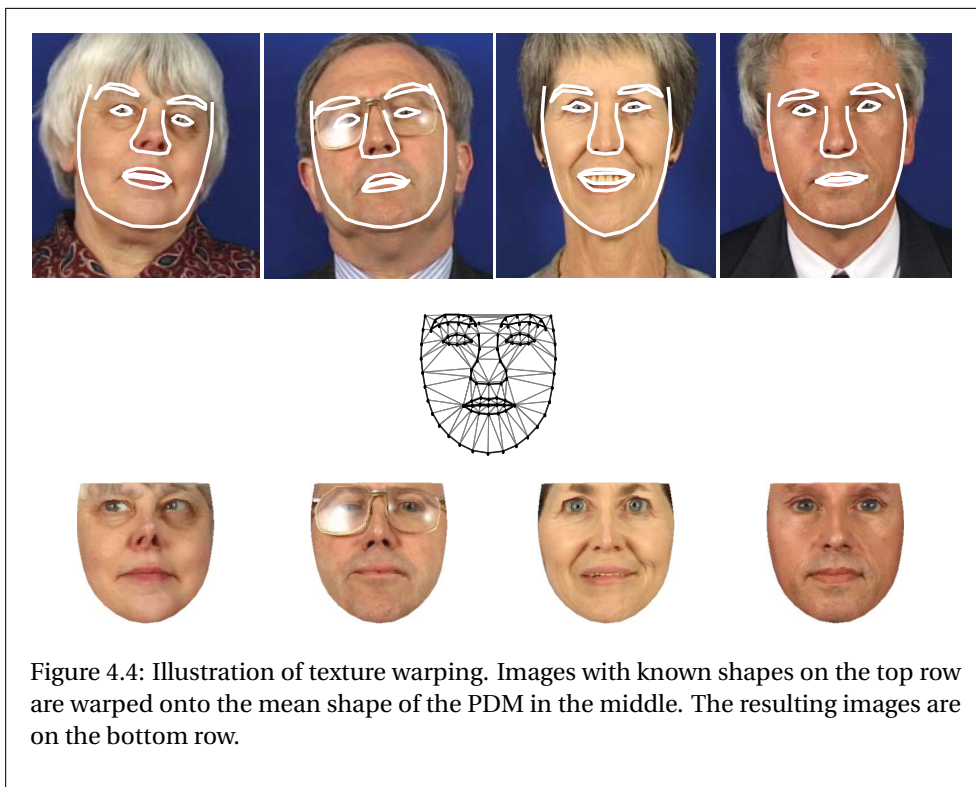 Figure 4.4: Illustration of texture warping. Images with known shapes on the top row
are warped onto the mean shape of the PDM in the middle. The resulting images are
on the bottom row.